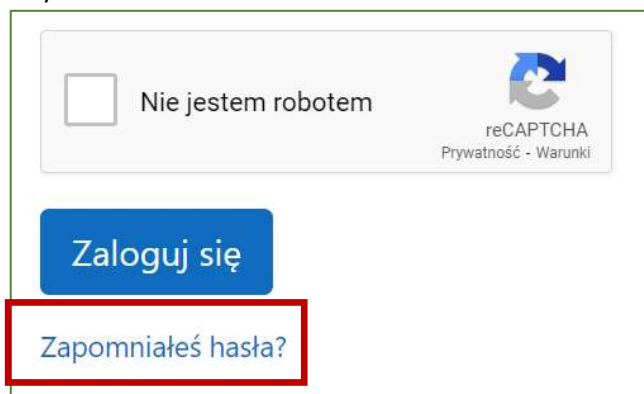 Nie jestem robotem
reCAPTCHA
Prywatność - Warunki
Zaloguj się
Zapomniałeś hasła?